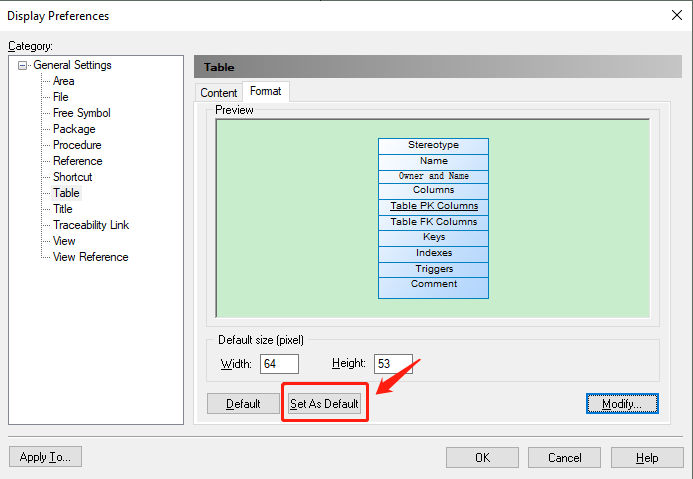 Display Preferences
Category:
General Settings
Area
File
Free Symbol
Package
Procedure
Reference
Shortcut
Table
Title
Traceability Link
View
View Reference
Table
Content
Format
Preview
Stereotype
Name
Owner and Name
Columns
Table PK Columns
Table FK Columns
Keys
Indexes
Triggers
Comment
Default size (pixel)
Width: 64 Height: 53
Default
Set As Default
Modify...
Apply To...
OK
Cancel
Help